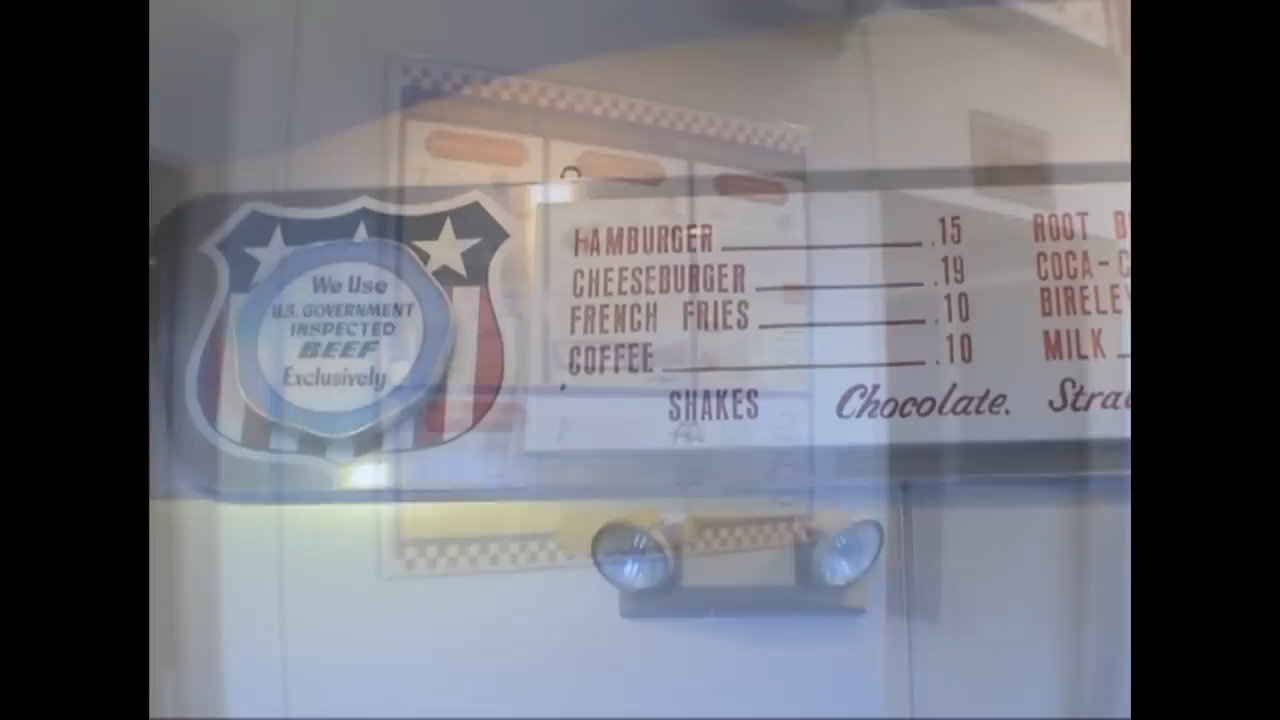 We Use
U.S. GOVERNMENT
INSPECTED
BEEF
Exclusively
HAMBURGER .15
CHEESEBURGER .19
FRENCH FRIES .10
COFFEE .10
ROOT
COCA-
MILK
SHAKES Chocolate.